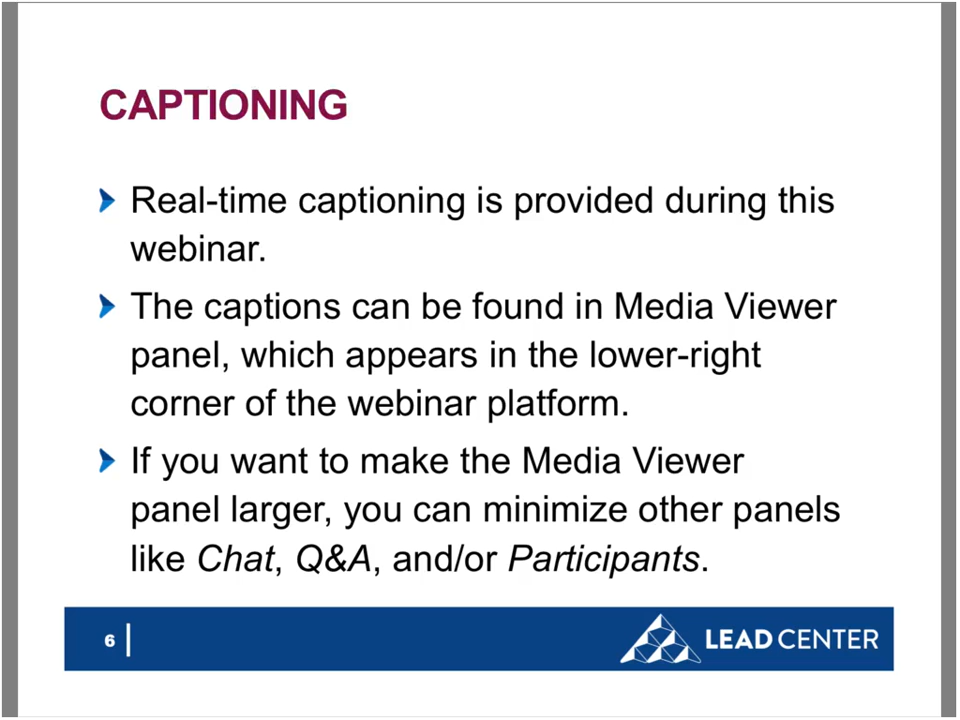 CAPTIONING
Real-time captioning is provided during this
webinar.
The captions can be found in Media Viewer
panel, which appears in the lower-right
corner of the webinar platform.
If you want to make the Media Viewer
panel larger, you can minimize other panels
like Chat, Q&A, and/or Participants.
6
LEAD CENTER